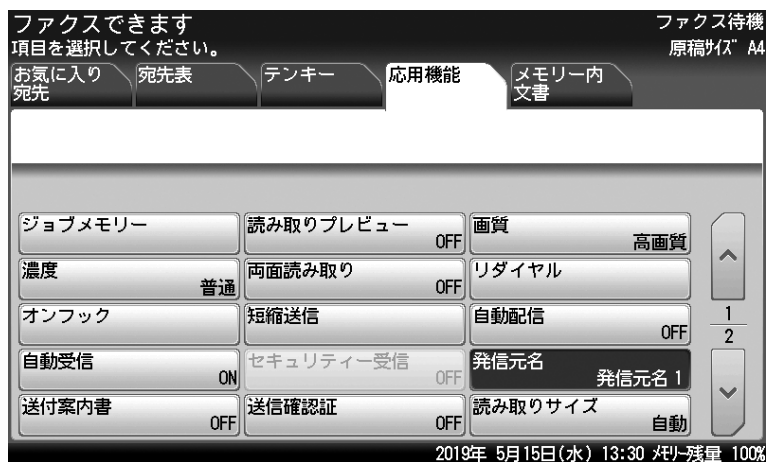 ファクスできます
ファクス待機
項目を選択してください。
原稿ｻｲｽﾞ A4
お気に入り
宛先
宛先表
テンキー
応用機能
メモリー内
文書
ジョブメモリー
読み取りプレビュー
OFF
画質
高画質
濃度
普通
両面読み取り
OFF
リダイヤル
オンフック
短縮送信
自動配信
OFF
1
2
自動受信
ON
セキュリティー受信
OFF
発信元名
発信元名 1
送付案内書
OFF
送信確認証
OFF
読み取りサイズ
自動
2019年 5月15日(水) 13:30 ﾒﾓﾘｰ残量 100%